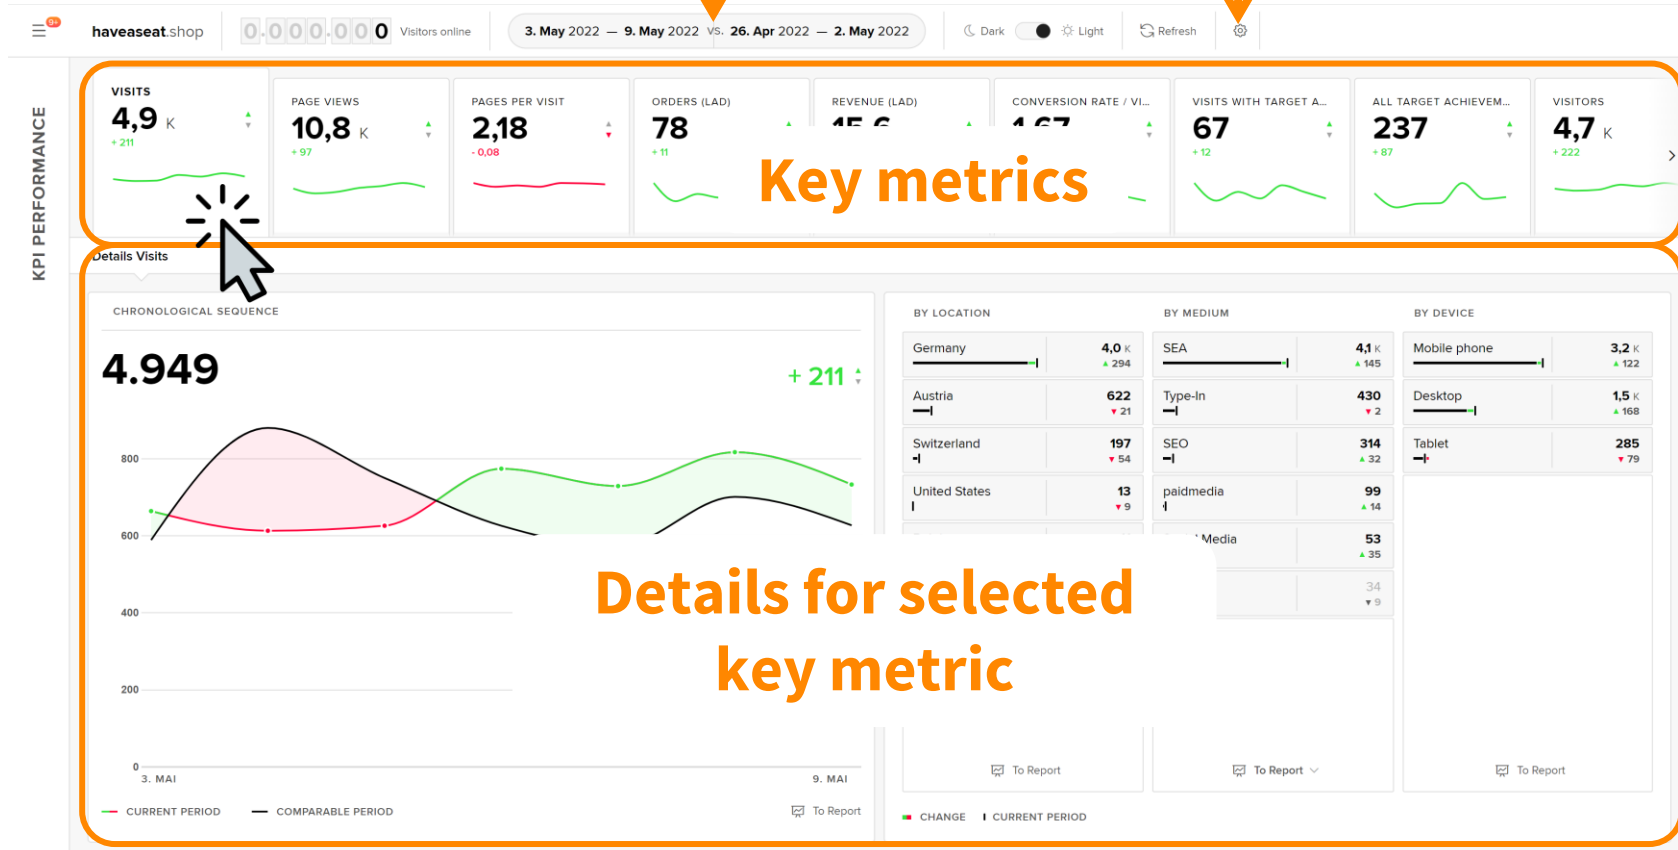 9+
haveaseat.shop
0.000.000 Visitors online
3. May 2022 — 9. May 2022 vs. 26. Apr 2022 — 2. May 2022
Dark
Light
Refresh
KPI PERFORMANCE
VISITS
4,9 K
+ 211
PAGE VIEWS
10,8 K
+ 97
PAGES PER VISIT
2,18
- 0,08
ORDERS (LAD)
78
+ 11
REVENUE (LAD)
15,6
CONVERSION RATE / VI...
1,67
VISITS WITH TARGET A...
67
+ 12
ALL TARGET ACHIEVEM...
237
+ 87
VISITORS
4,7 K
+ 222
Key metrics
Details Visits
CHRONOLOGICAL SEQUENCE
4.949
+ 211
800
600
400
200
0
3. MAI
9. MAI
CURRENT PERIOD
COMPARABLE PERIOD
To Report
BY LOCATION
Germany 4,0 K
294
Austria 622
21
Switzerland 197
54
United States 13
9
To Report
BY MEDIUM
SEA 4,1 K
145
Type-In 430
2
SEO 314
32
paidmedia 99
14
Media 53
35
34
9
To Report
BY DEVICE
Mobile phone 3,2 K
122
Desktop 1,5 K
168
Tablet 285
79
To Report
CHANGE
CURRENT PERIOD
Details for selected
key metric